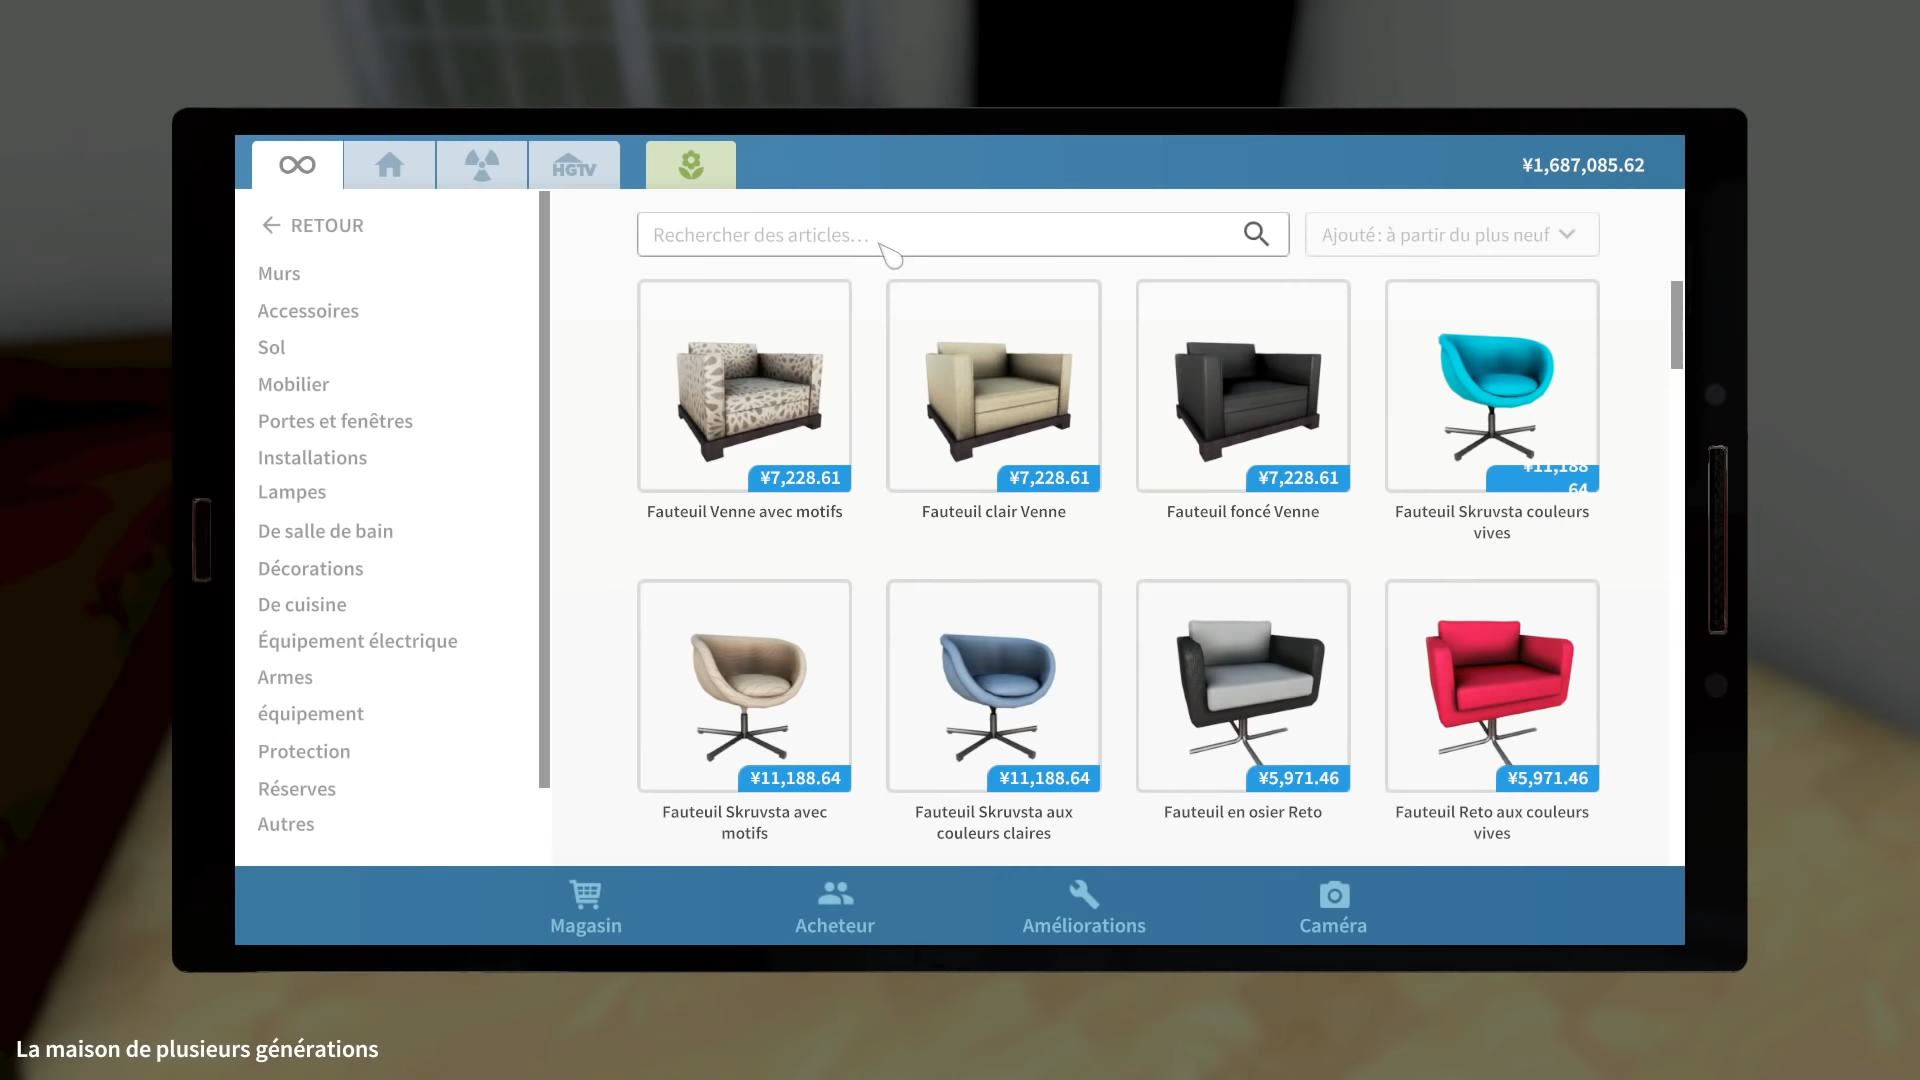 HGTV
¥1,687,085.62
RETOUR
Rechercher des articles...
Ajouté : à partir du plus neuf
Murs
Accessoires
Sol
Mobilier
Portes et fenêtres
Installations
Lampes
De salle de bain
Décorations
De cuisine
Équipement électrique
Armes
équipement
Protection
Réserves
Autres
¥7,228.61
¥7,228.61
¥7,228.61
¥11,188
64
Fauteuil Venne avec motifs
Fauteuil clair Venne
Fauteuil foncé Venne
Fauteuil Skruvsta couleurs
vives
¥11,188.64
¥11,188.64
¥5,971.46
¥5,971.46
Fauteuil Skruvsta avec
motifs
Fauteuil Skruvsta aux
couleurs claires
Fauteuil en osier Reto
Fauteuil Reto aux couleurs
vives
Magasin
Acheteur
Améliorations
Caméra
La maison de plusieurs générations